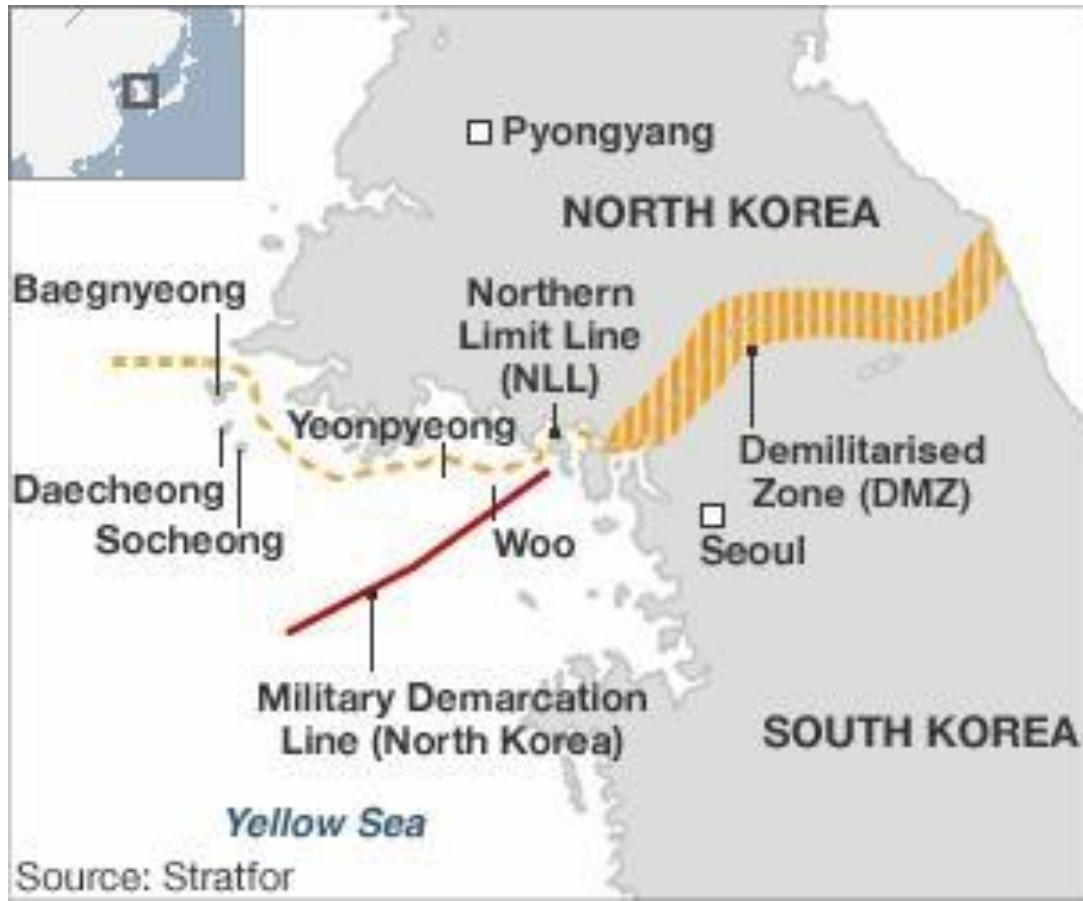 Pyongyang
NORTH KOREA
Baegnyeong
Northern
Limit Line
(NLL)
Yeonpyeong
Daecheong
Socheong
Woo
Demilitarised
Zone (DMZ)
Seoul
Military Demarcation
Line (North Korea)
SOUTH KOREA
Yellow Sea
Source: Stratfor